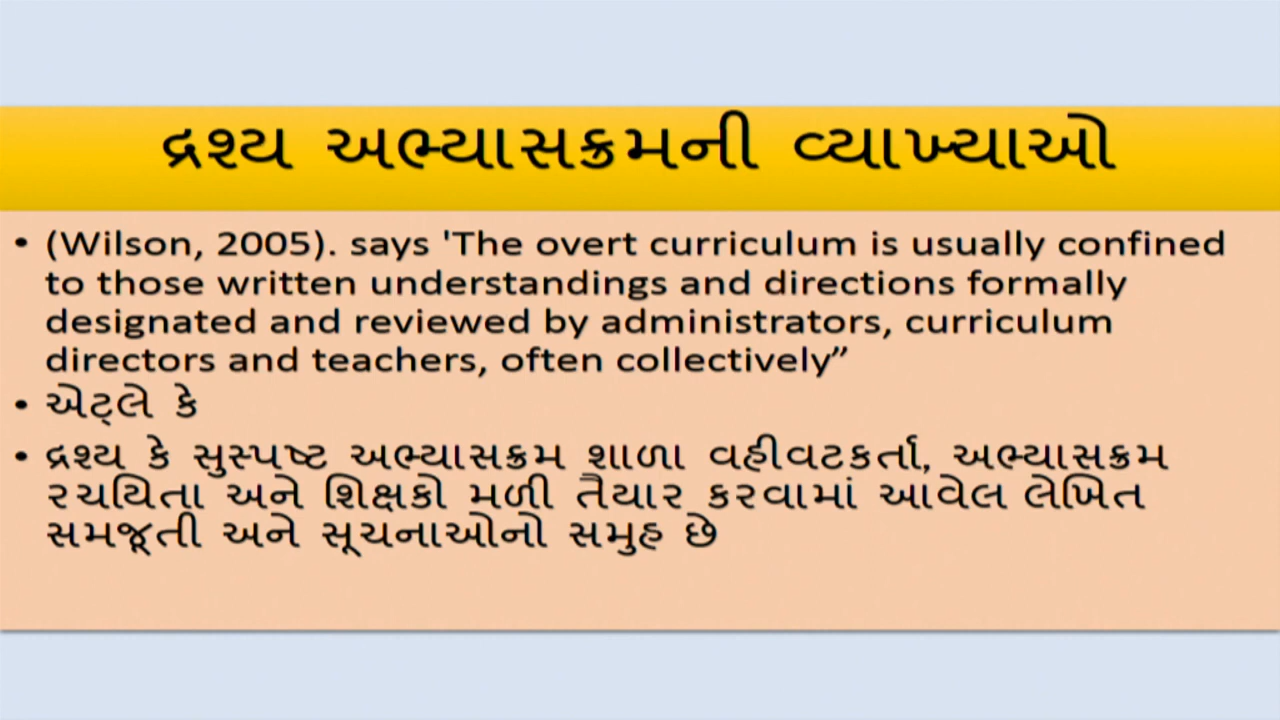 દ્રશ્ય અભ્યાસક્રમની વ્યાખ્યાઓ
• (Wilson, 2005). says 'The overt curriculum is usually confined
to those written understandings and directions formally
designated and reviewed by administrators, curriculum
directors and teachers, often collectively”
• એટ્લે કે
• દ્રશ્ય કે સુસ્પષ્ટ અભ્યાસક્રમ શાળા વહીવટકર્તા, અભ્યાસક્રમ
રચયિતા અને શિક્ષકો મળી તૈયાર કરવામાં આવેલ લેખિત
સમજૂતી અને સૂચનાઓનો સમુહ છે